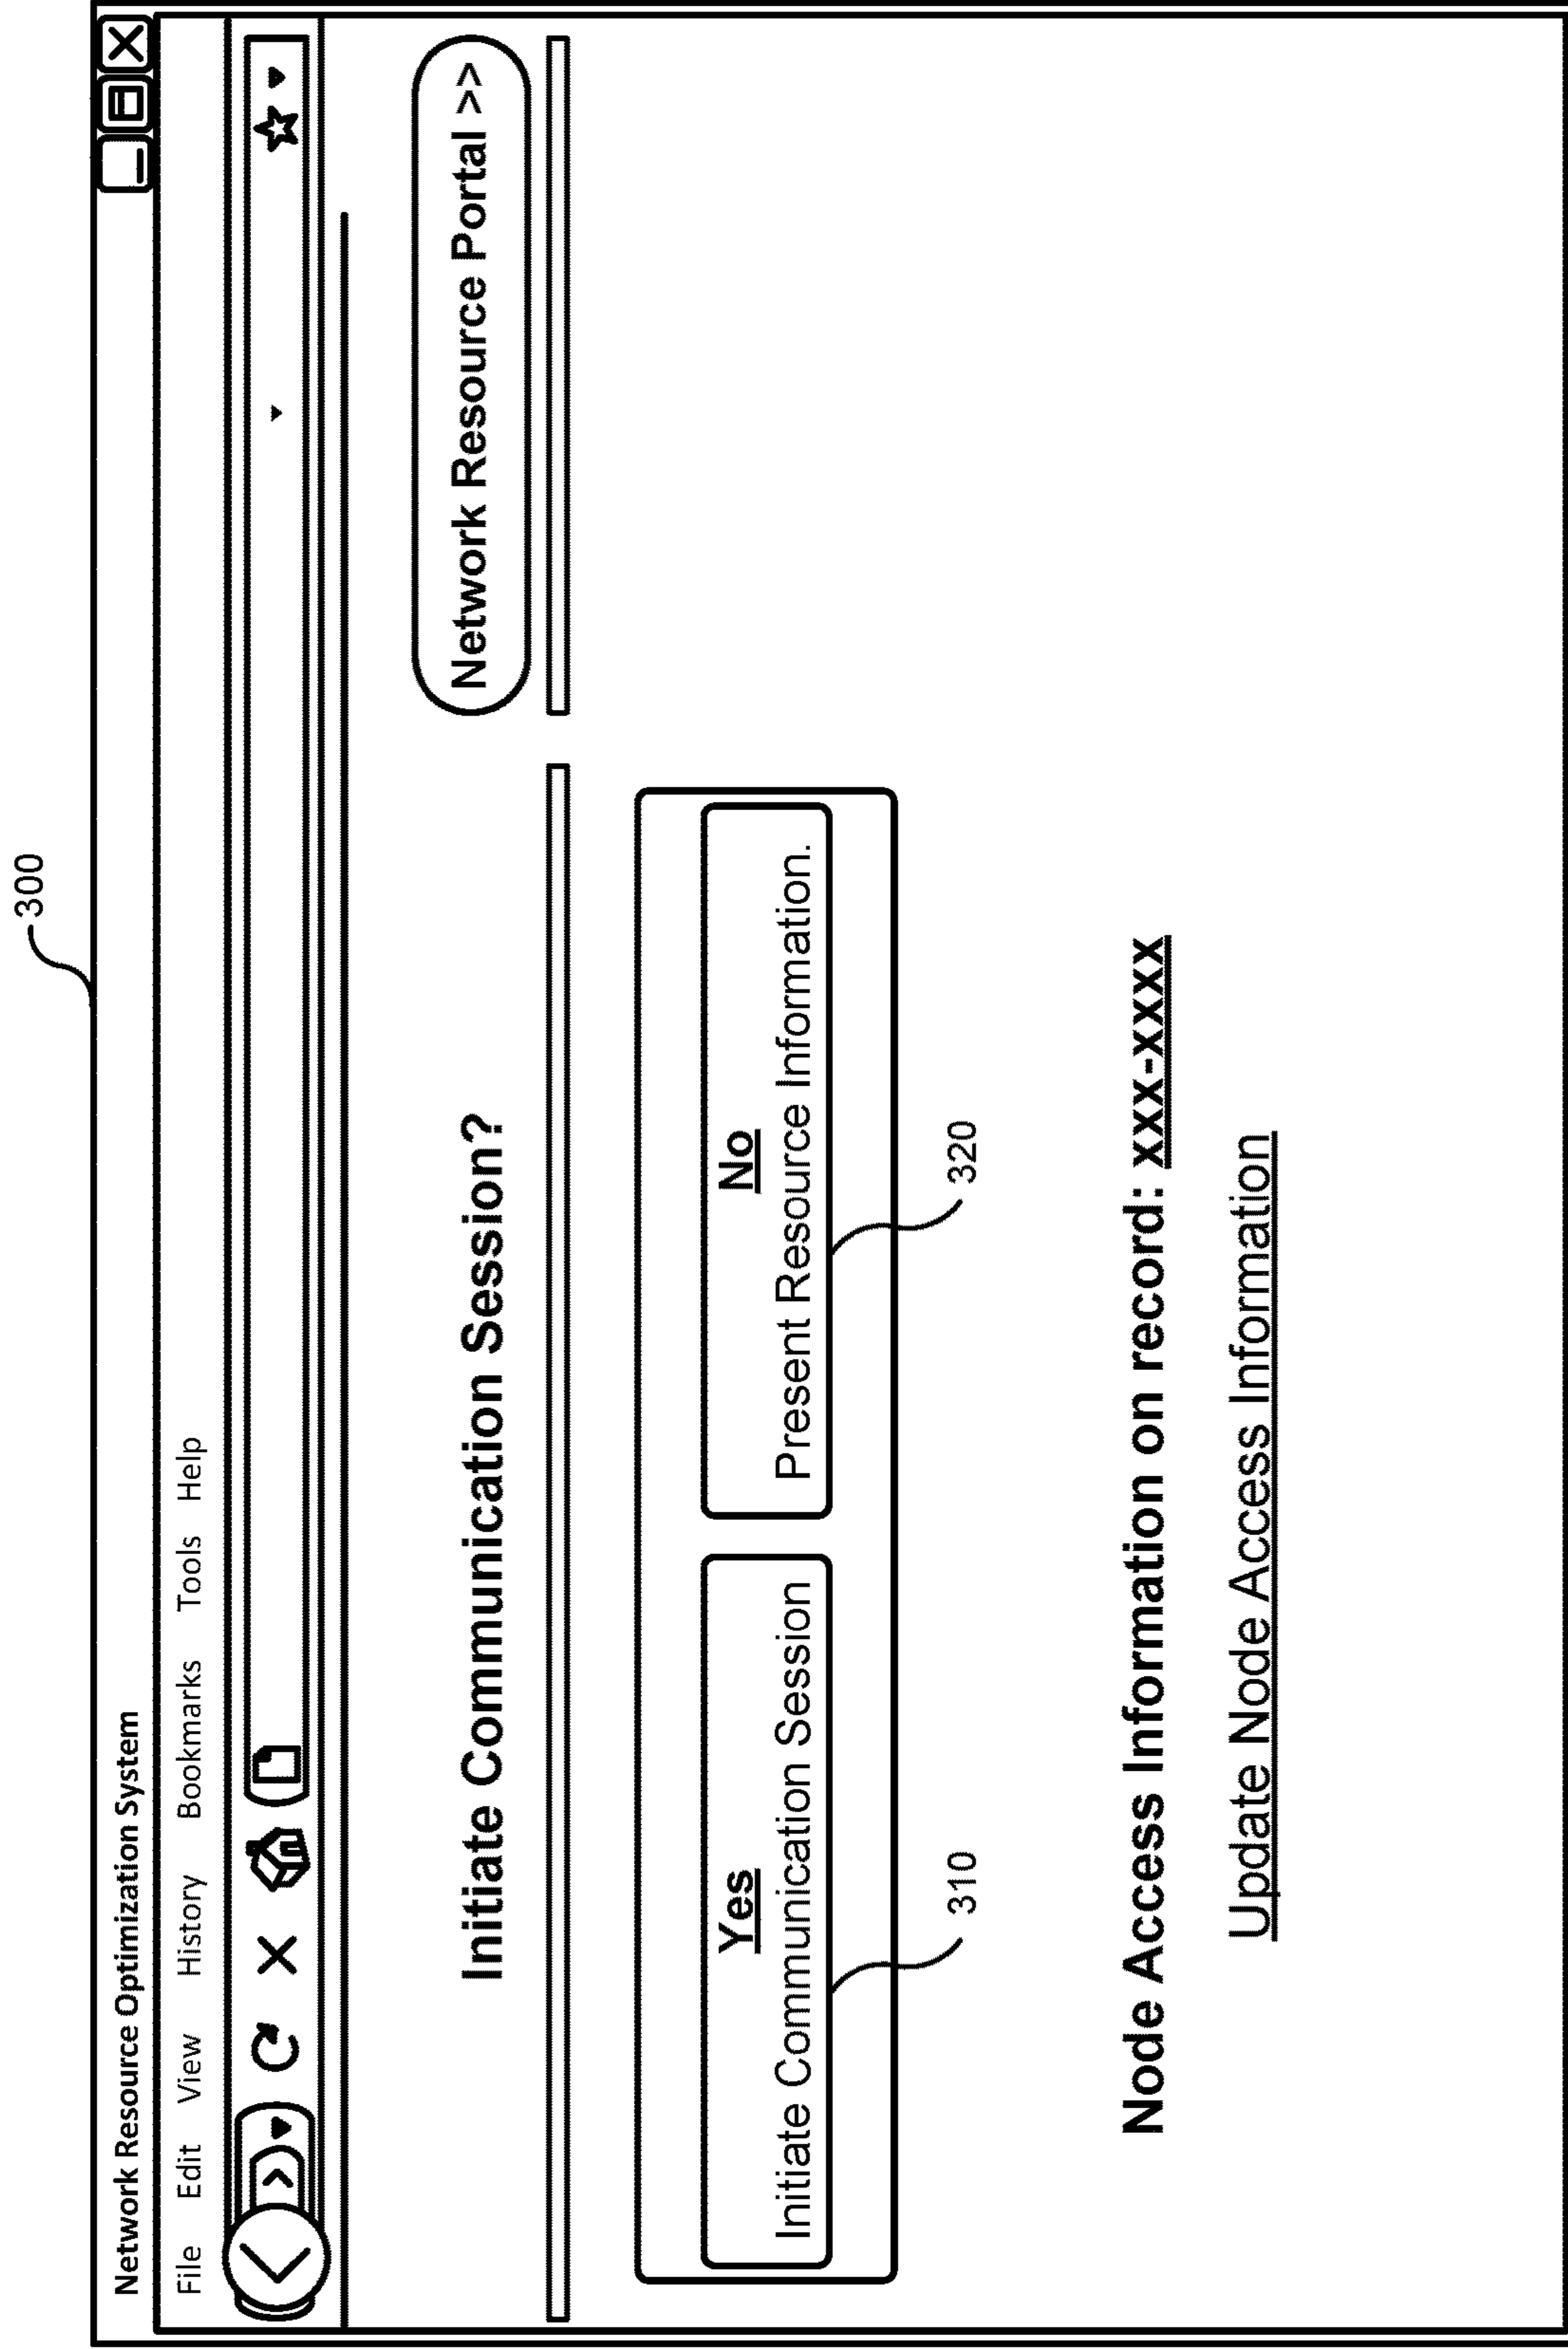 300
Network Resource Optimization System
File Edit View History Bookmarks Tools Help
Initiate Communication Session?
Network Resource Portal >>
Yes
Initiate Communication Session
No
Present Resource Information.
310
320
Node Access Information on record: xxx-xxxx
Update Node Access Information